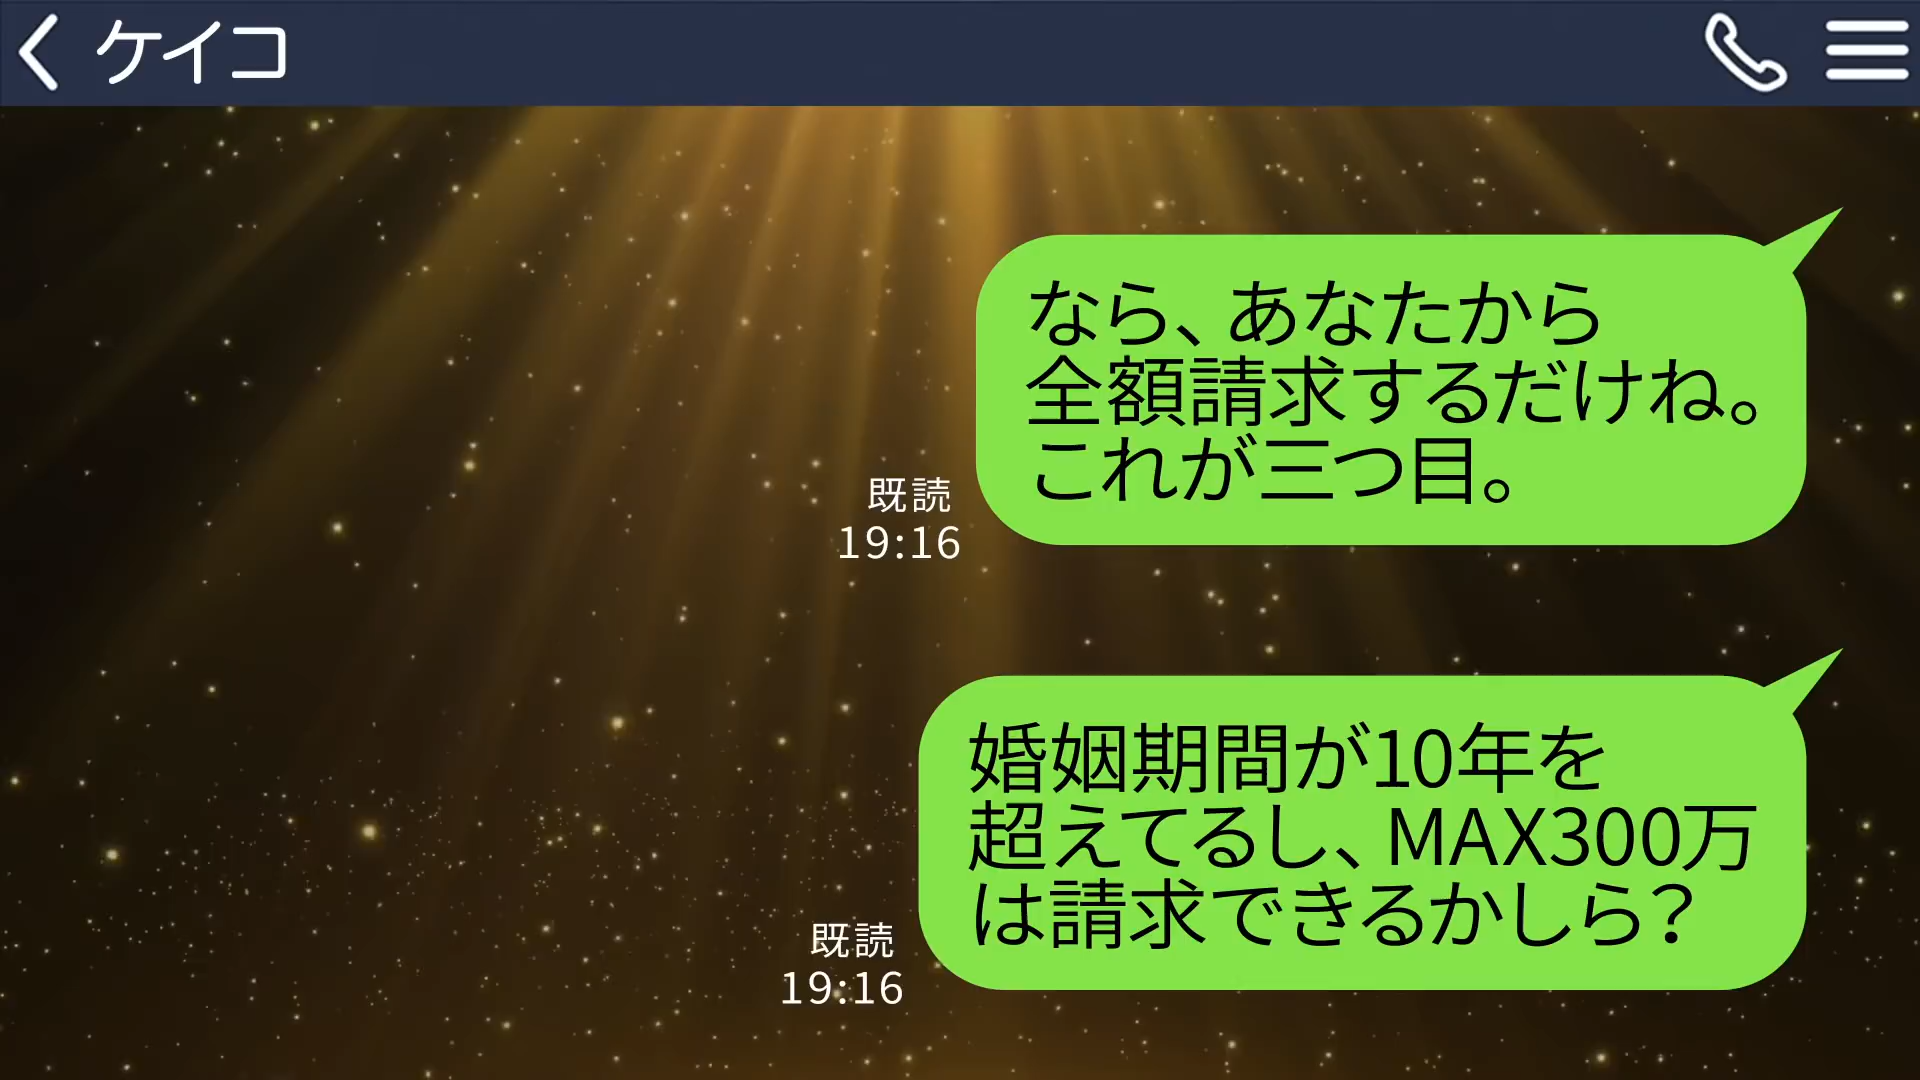 ケイコ
なら、あなたから
全額請求するだけね。
これが三つ目。
既読
19:16
婚姻期間が10年を
超えてるし、MAX300万
は請求できるかしら？
既読
19:16